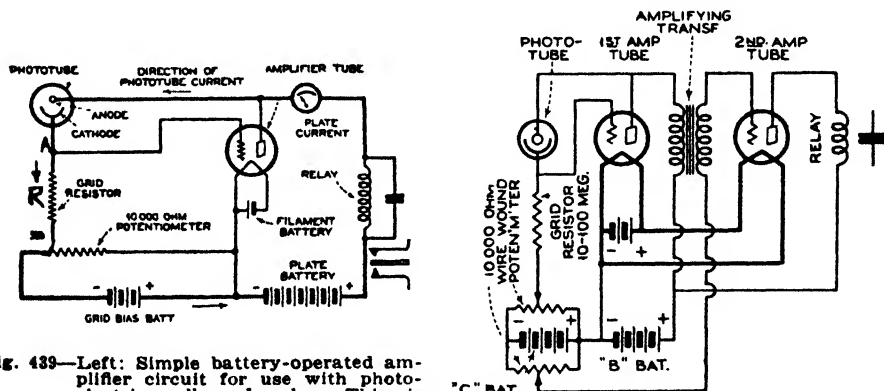 PHOTOTUBE
DIRECTION OF
PHOTOTUBE CURRENT
AMPLIFIER TUBE
ANODE
CATHODE
PLATE
CURRENT
A
R
GRID
RESISTOR
RELAY
10 000 OHM
POTENTIOMETER
FILAMENT
BATTERY
PLATE
BATTERY
- +
- +
GRID BIAS BATT
ig. 439—Left: Simple battery-operated am-
plifier circuit for use with photo-
AMPLIFYING
TRANSF
PHOTO-
TUBE
1ST AMP
TUBE
2ND. AMP
TUBE
RELAY
10 000 OHM
WIRE WOUND
POTEN'M'TER
GRID
RESISTOR
10-100 MEG.
- +
- +
- +
"B" BAT.
"C" BAT